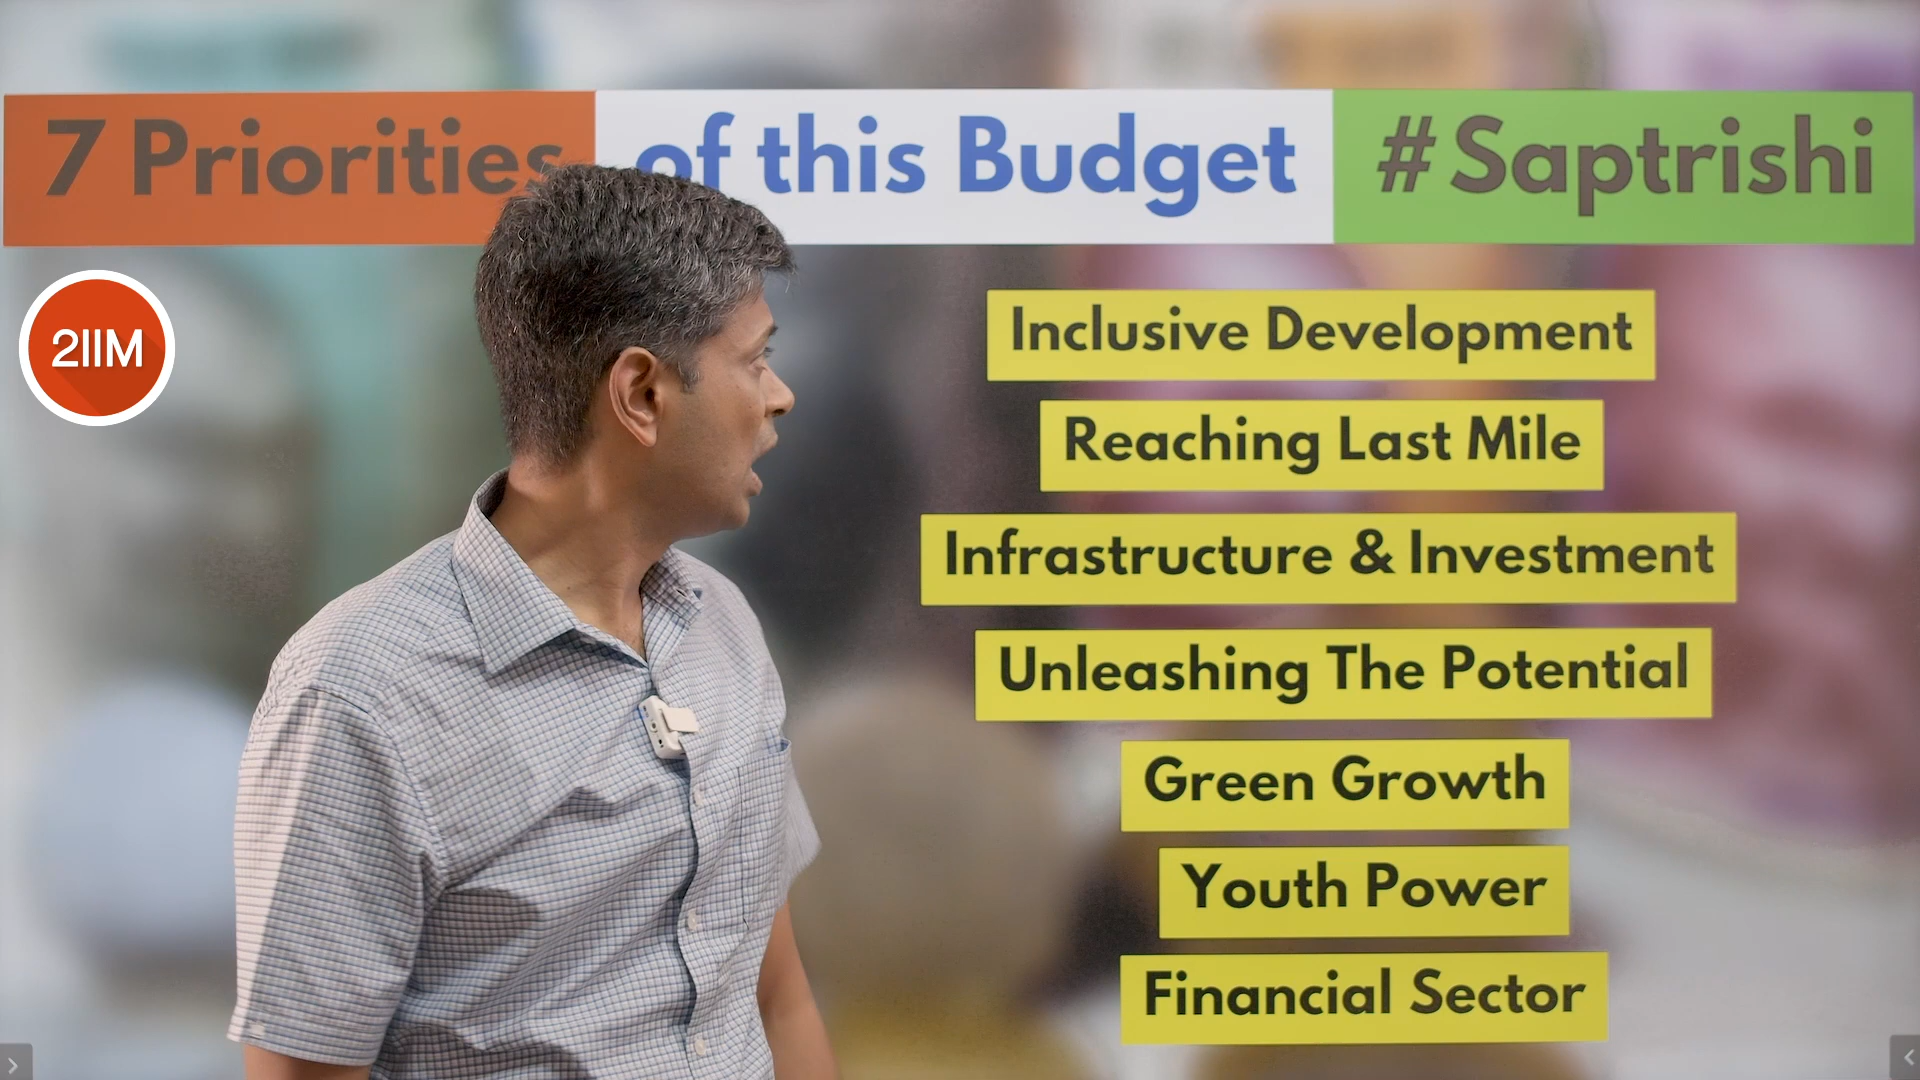 7 Priorities of this Budget #Saptrishi
2IIM
Inclusive Development
Reaching Last Mile
Infrastructure & Investment
Unleashing The Potential
Green Growth
Youth Power
Financial Sector